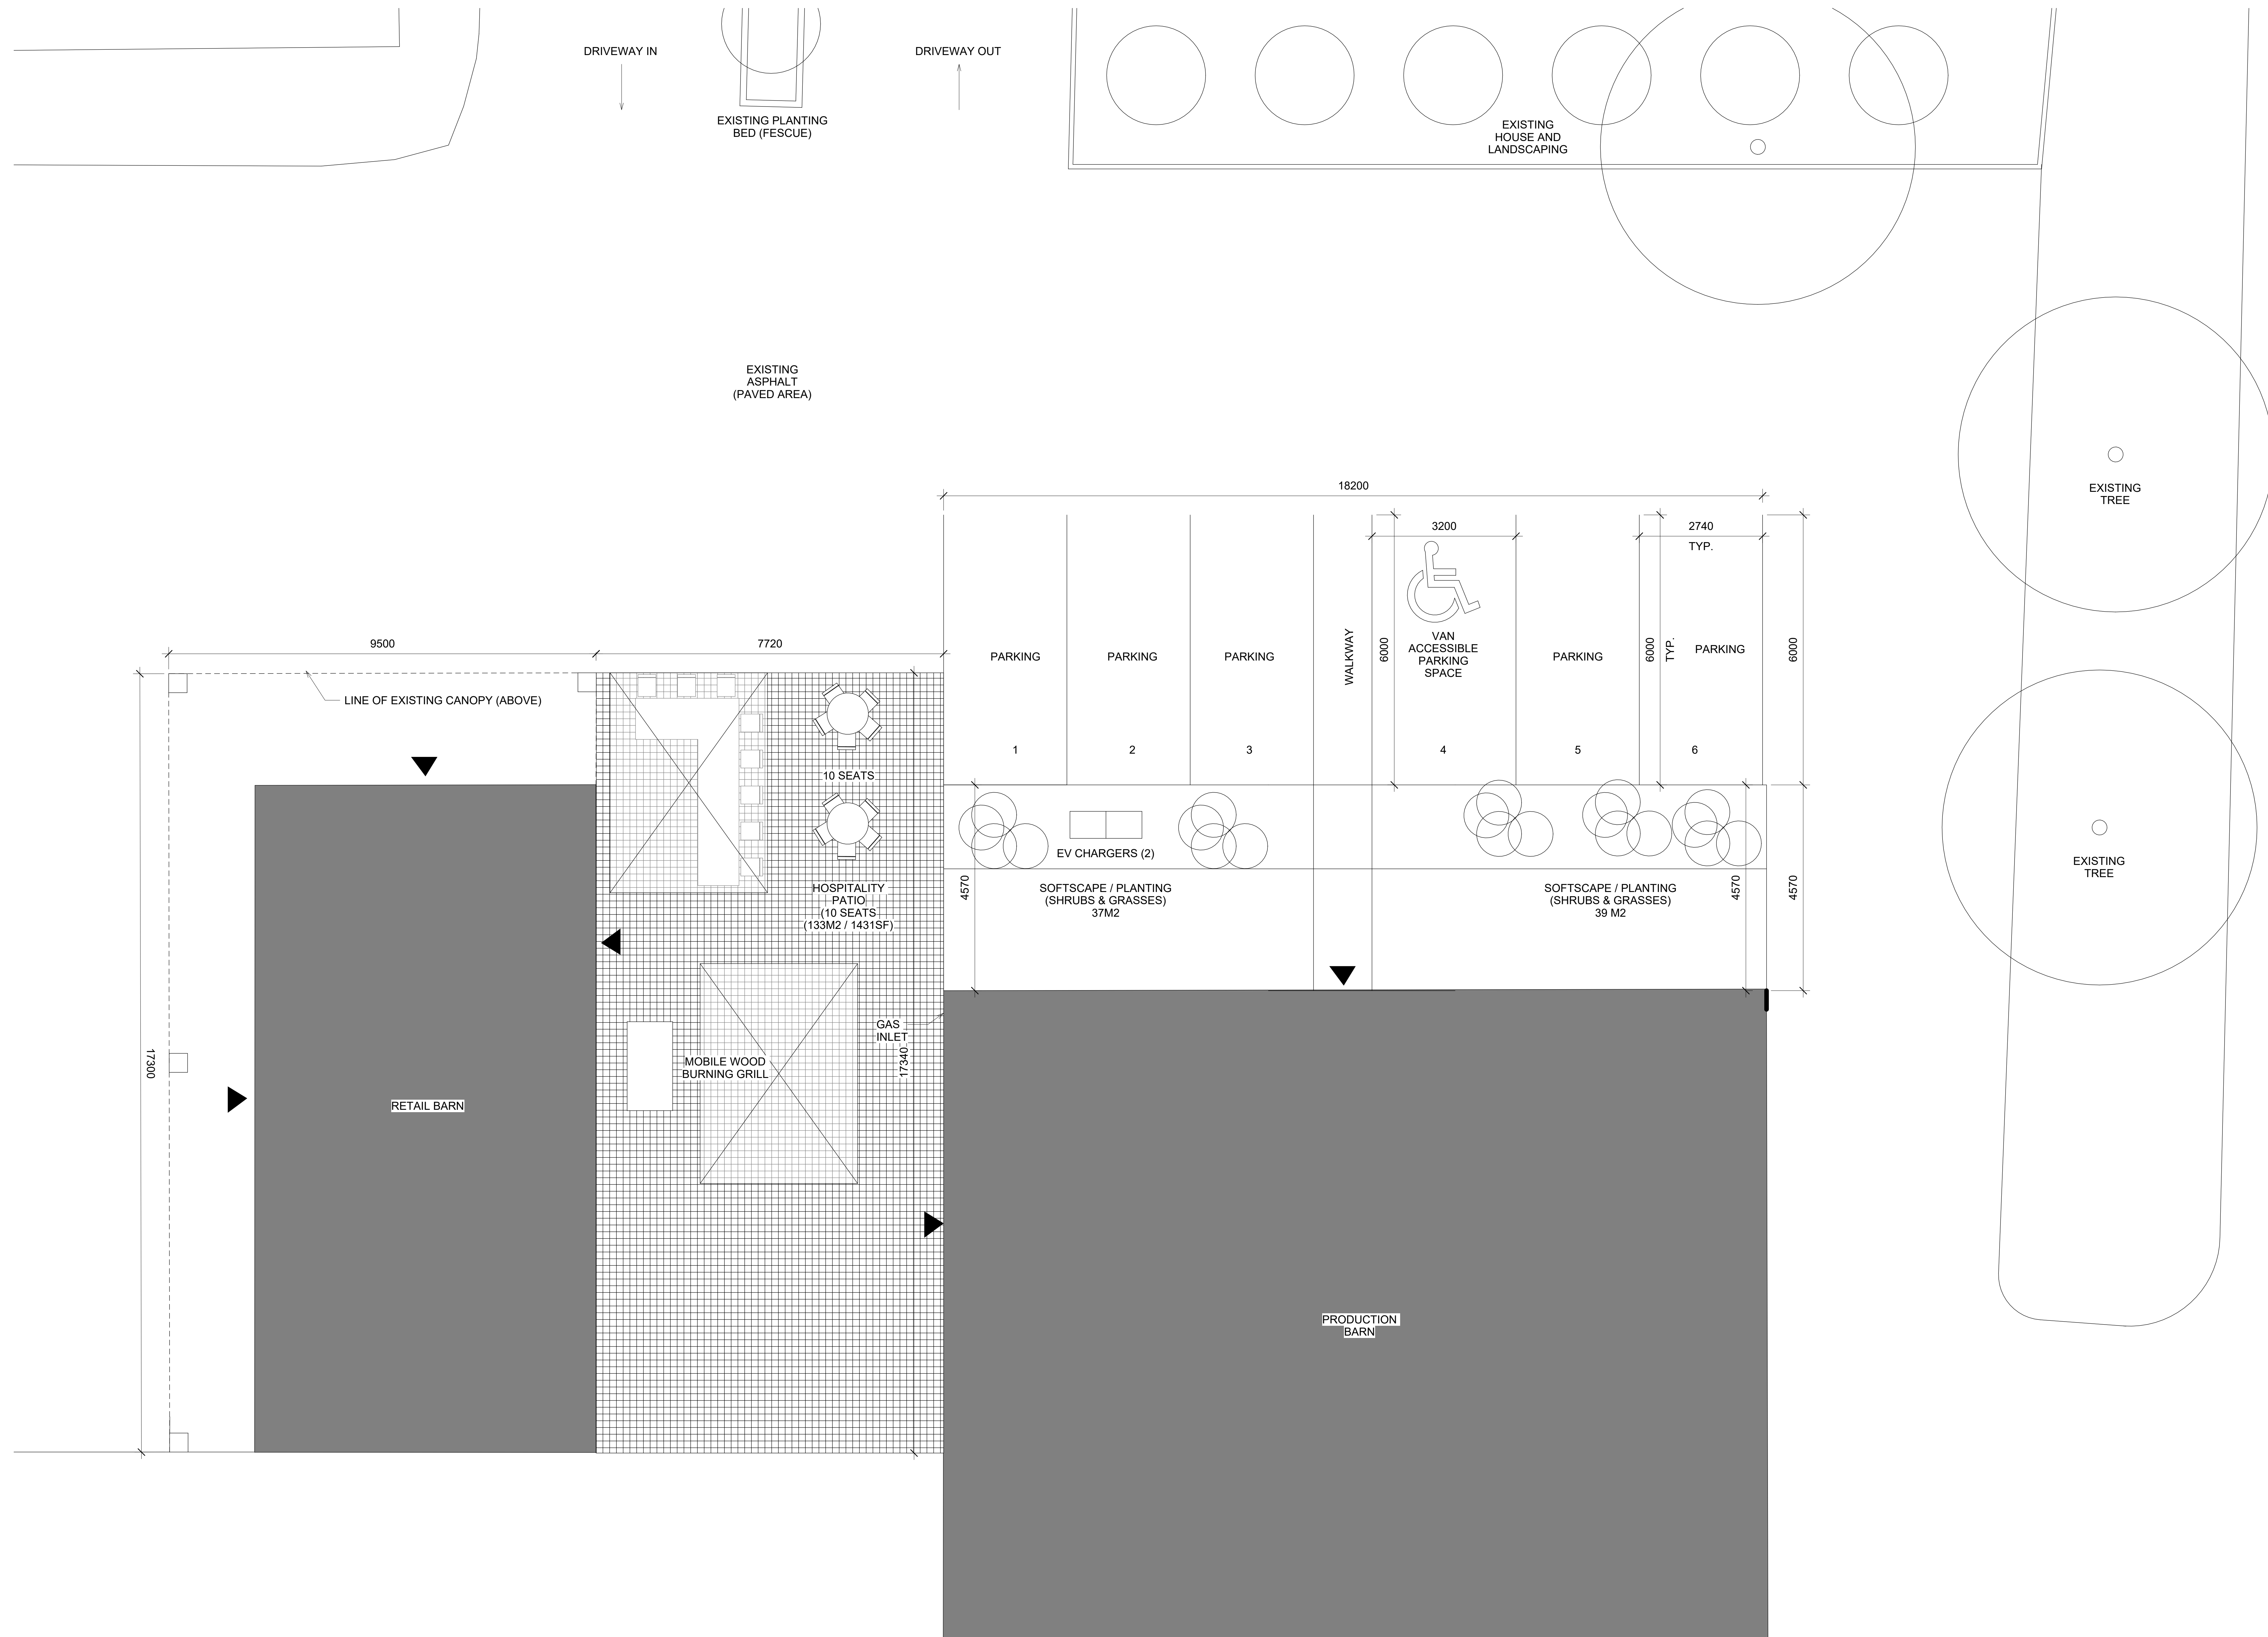 DRIVEWAY IN
DRIVEWAY OUT
EXISTING PLANTING
BED (FESCUE)
EXISTING
HOUSE AND
LANDSCAPING
EXISTING
ASPHALT
(PAVED AREA)
EXISTING
TREE
18200
3200
2740
TYP.
9500
7720
LINE OF EXISTING CANOPY (ABOVE)
PARKING
PARKING
PARKING
WALKWAY
6000
VAN
ACCESSIBLE
PARKING
SPACE
PARKING
6000
TYP.
PARKING
6000
1
2
3
4
5
6
10 SEATS
EV CHARGERS (2)
HOSPITALITY
PATIO
(10 SEATS
(133M2 / 1431SF)
4570
SOFTSCAPE / PLANTING
(SHRUBS & GRASSES)
37M2
SOFTSCAPE / PLANTING
(SHRUBS & GRASSES)
39 M2
4570
4570
EXISTING
TREE
GAS
INLET
17340
17300
MOBILE WOOD
BURNING GRILL
RETAIL BARN
PRODUCTION
BARN